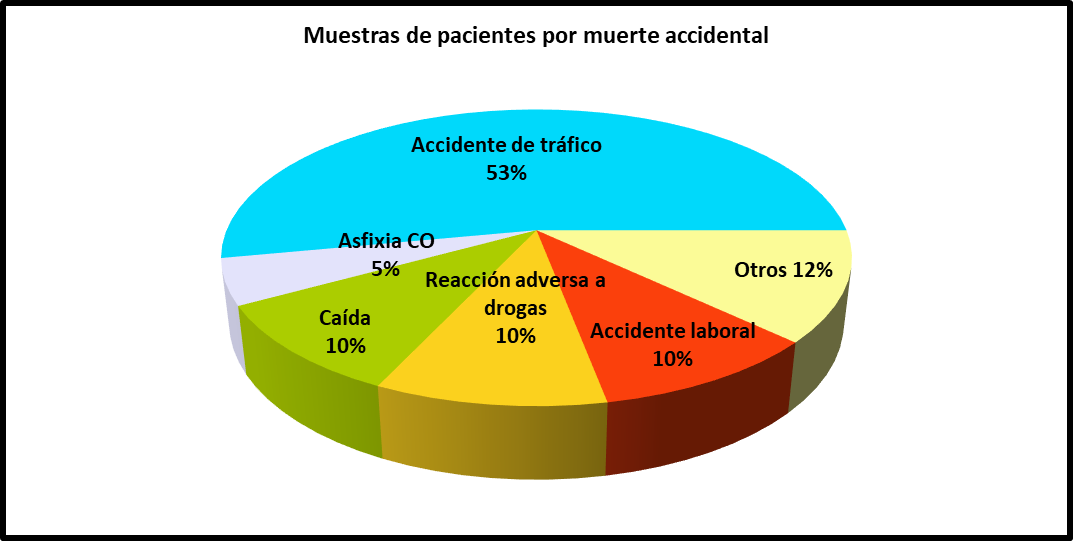 Muestras de pacientes por muerte accidental
Accidente de tráfico
53%
Asfixia CO
5%
Caída
10%
Reacción adversa a
drogas
10%
Accidente laboral
10%
Otros 12%